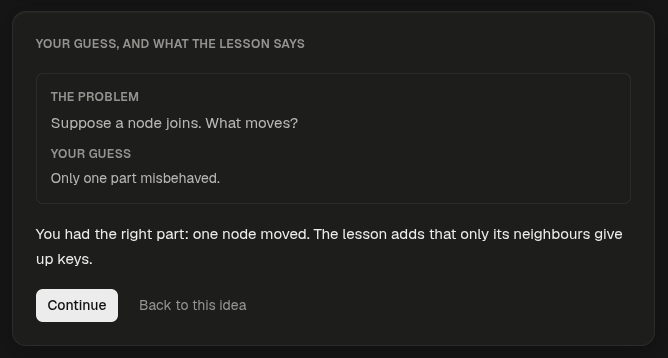 YOUR GUESS, AND WHAT THE LESSON SAYS
THE PROBLEM
Suppose a node joins. What moves?
YOUR GUESS
Only one part misbehaved.
You had the right part: one node moved. The lesson adds that only its neighbours give
up keys.
Continue
Back to this idea